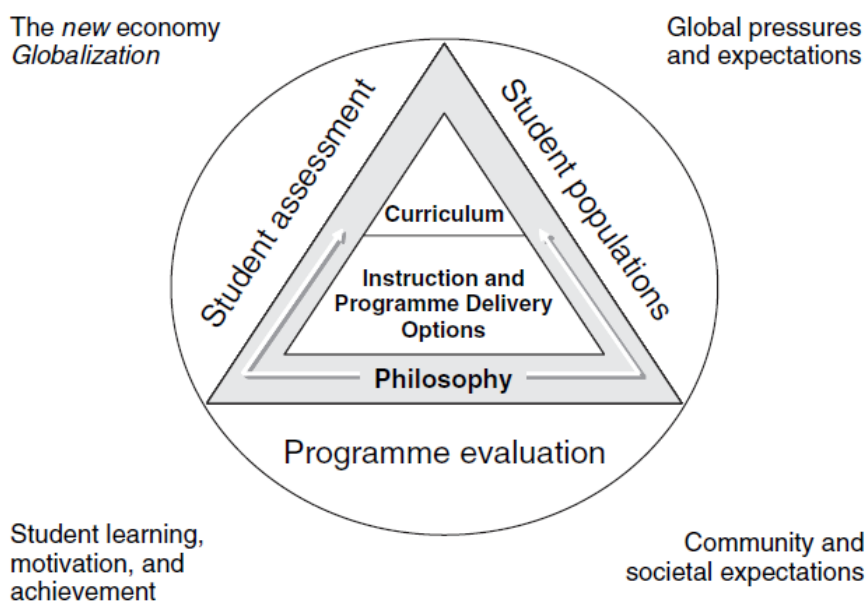 The new economy
Globalization
Global pressures
and expectations
Student assessment
Student populations
Curriculum
Instruction and
Programme Delivery
Options
Philosophy
Programme evaluation
Student learning,
motivation, and
achievement
Community and
societal expectations